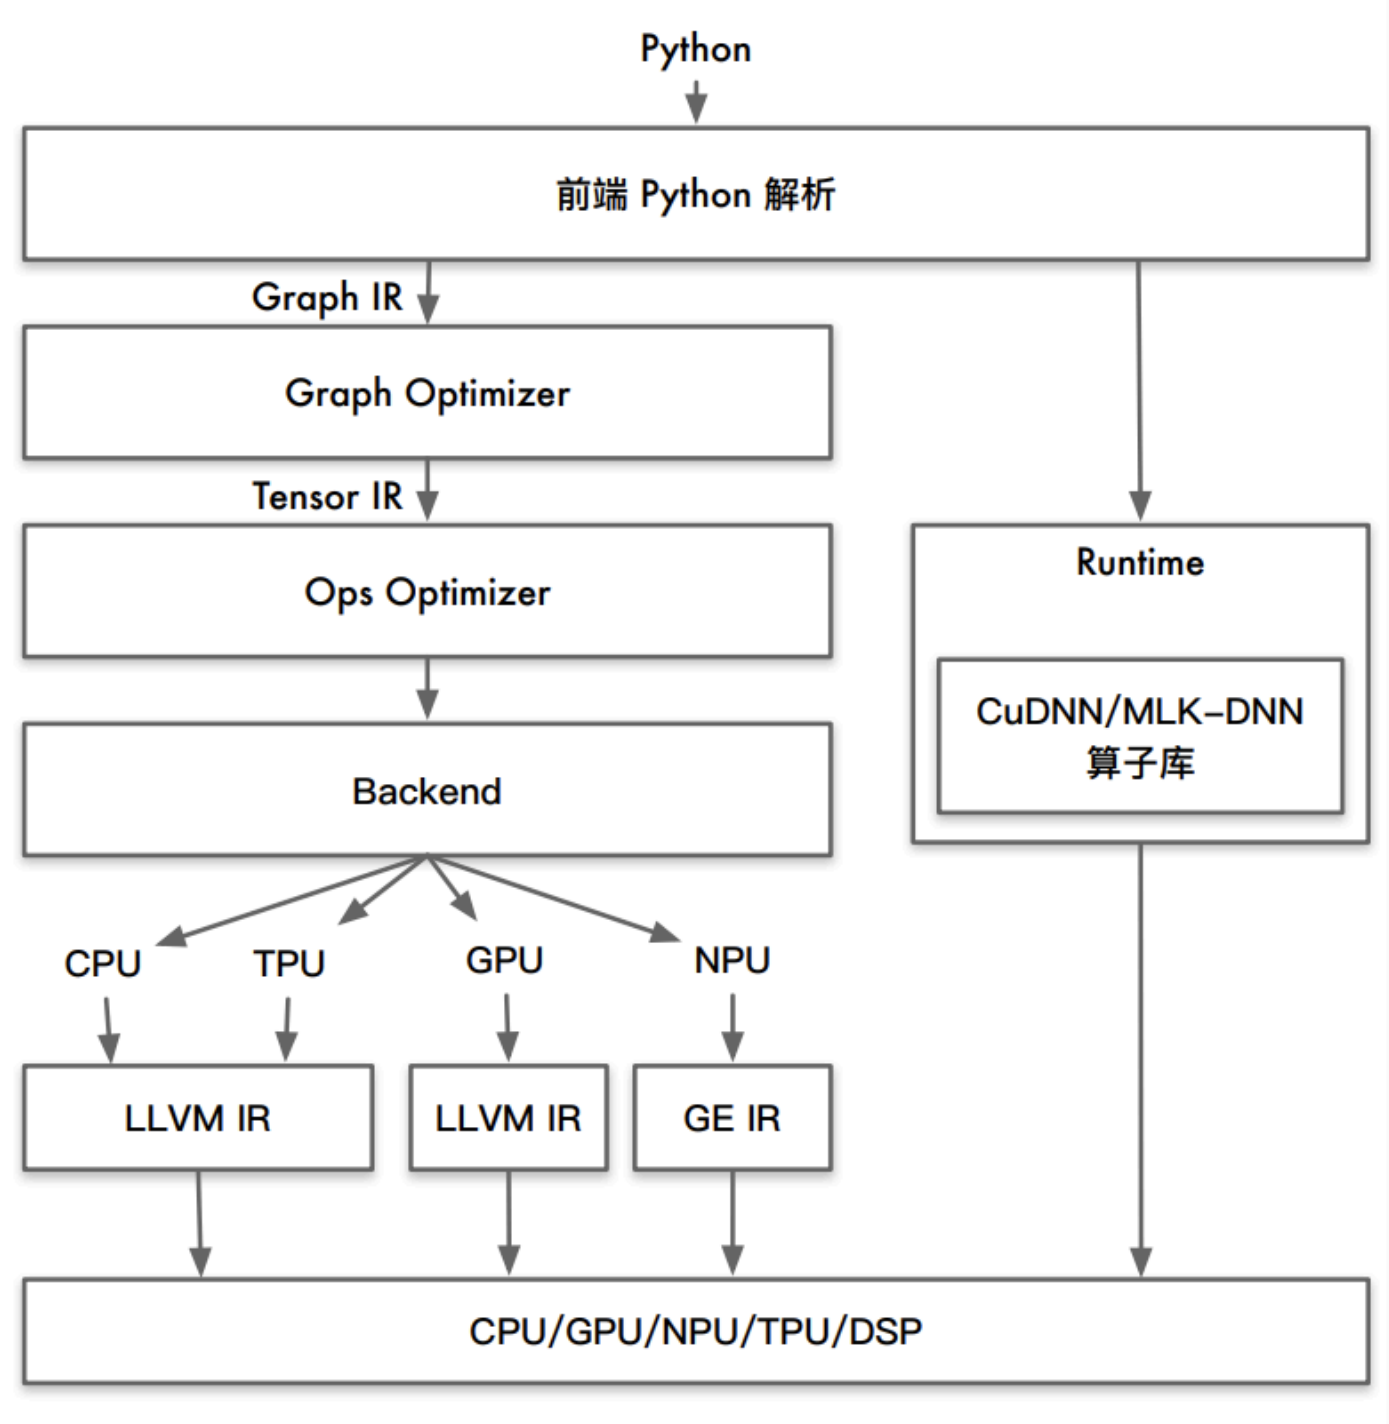 Python
前端 Python 解析
Graph IR
Graph Optimizer
Tensor IR
Ops Optimizer
Runtime
CuDNN/MLK-DNN
算子库
Backend
CPU
TPU
GPU
NPU
LLVM IR
LLVM IR
GE IR
CPU/GPU/NPU/TPU/DSP